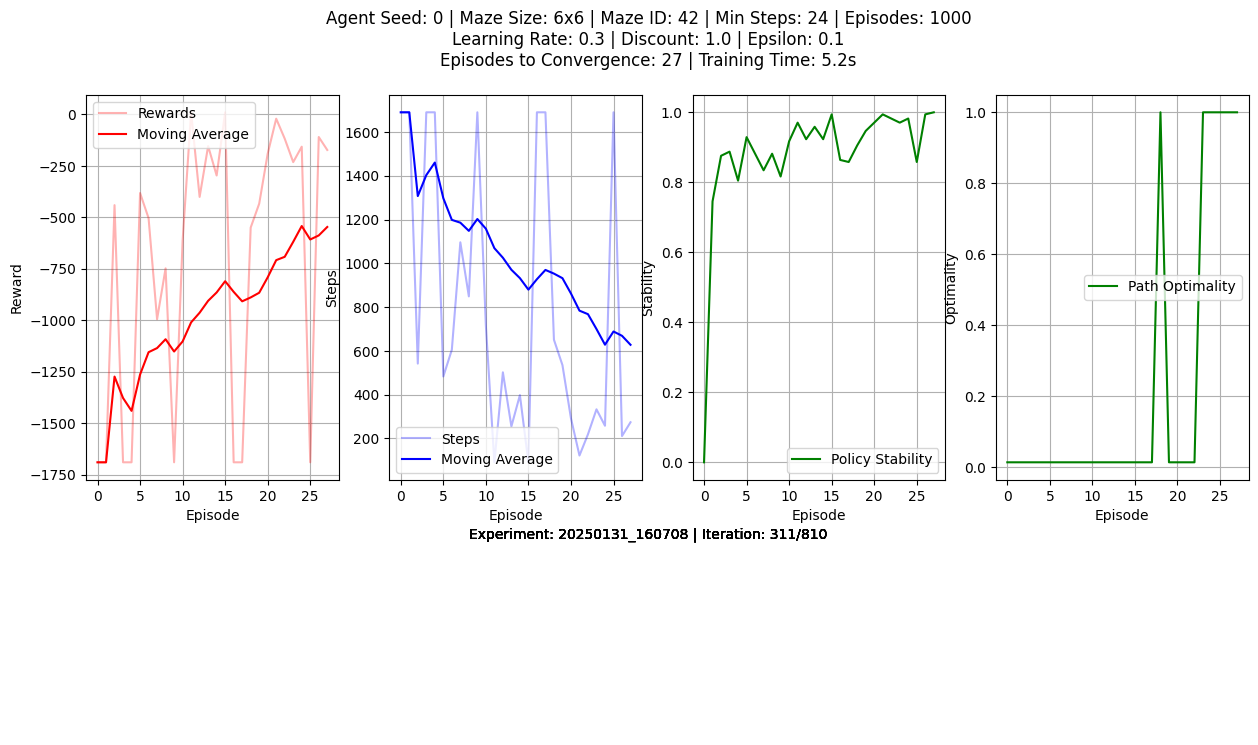 Agent Seed: 0 | Maze Size: 6x6 | Maze ID: 42 | Min Steps: 24 | Episodes: 1000
Learning Rate: 0.3 | Discount: 1.0 | Epsilon: 0.1
Episodes to Convergence: 27 | Training Time: 5.2s
Reward
0
−250
−500
−750
−1000
−1250
−1500
−1750
Rewards
Moving Average
0 5 10 15 20 25
Episode
Steps
1600
1400
1200
1000
800
600
400
200
Steps
Moving Average
0 5 10 15 20 25
Episode
Stability
1.0
0.8
0.6
0.4
0.2
0.0
Policy Stability
0 5 10 15 20 25
Episode
Optimality
1.0
0.8
0.6
0.4
0.2
0.0
Path Optimality
0 5 10 15 20 25
Episode
Experiment: 20250131_160708 | Iteration: 311/810